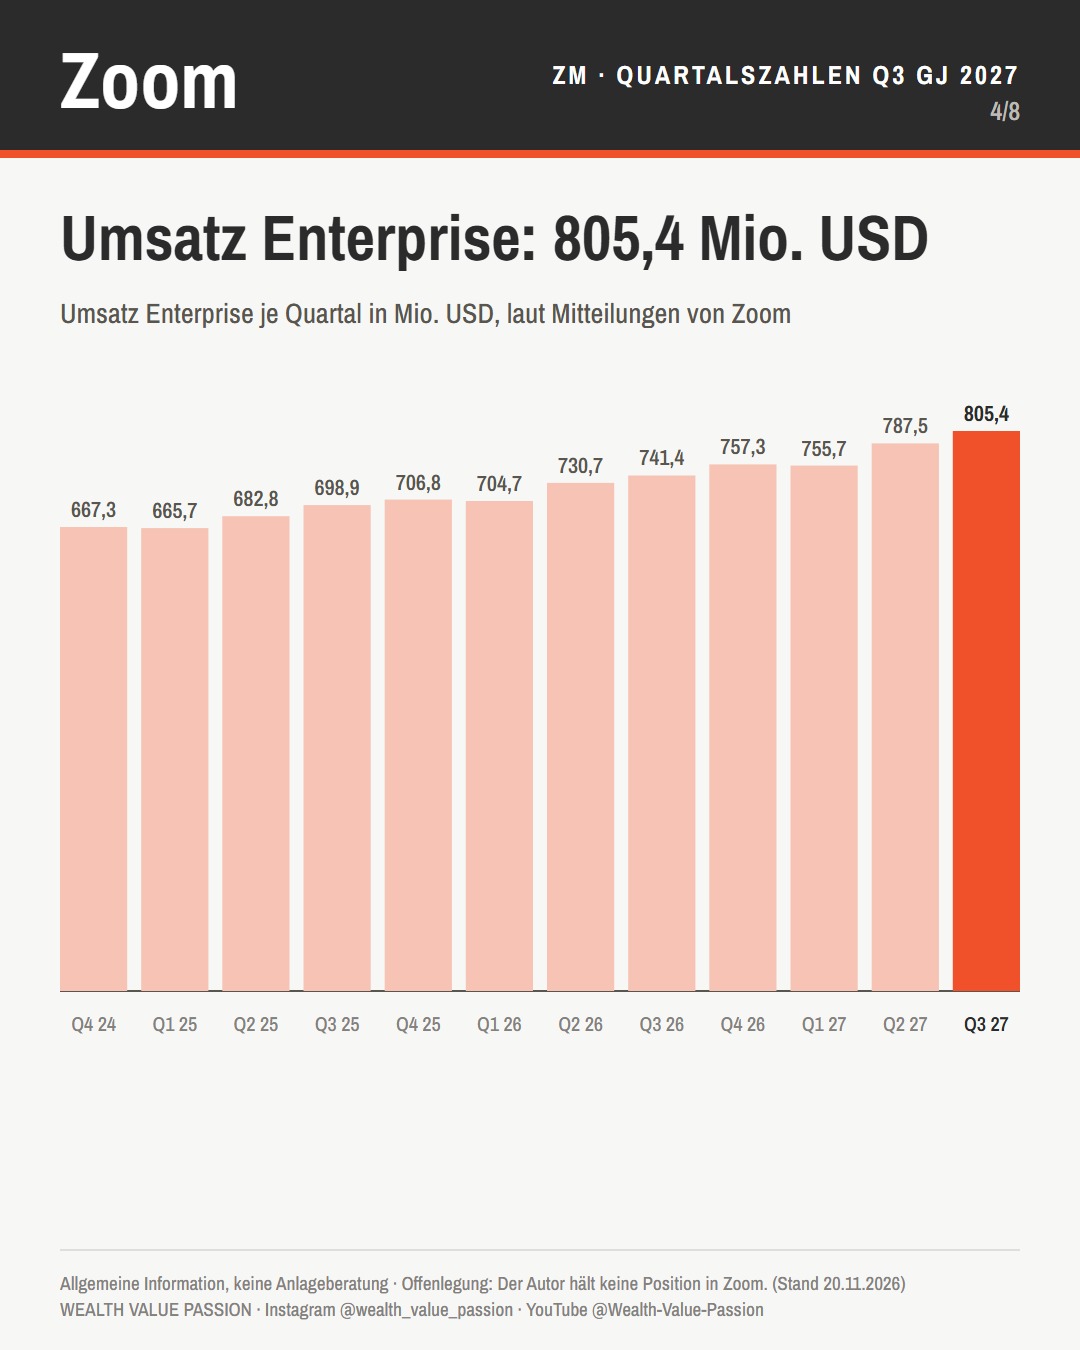 Zoom
ZM · QUARTALSZAHLEN Q3 GJ 2027
4/8
Umsatz Enterprise: 805,4 Mio. USD
Umsatz Enterprise je Quartal in Mio. USD, laut Mitteilungen von Zoom
667,3 665,7 682,8 698,9 706,8 704,7 730,7 741,4 757,3 755,7 787,5 805,4
Q4 24 Q1 25 Q2 25 Q3 25 Q4 25 Q1 26 Q2 26 Q3 26 Q4 26 Q1 27 Q2 27 Q3 27
Allgemeine Information, keine Anlageberatung · Offenlegung: Der Autor hält keine Position in Zoom. (Stand 20.11.2026)
WEALTH VALUE PASSION · Instagram @wealth_value_passion · YouTube @Wealth-Value-Passion